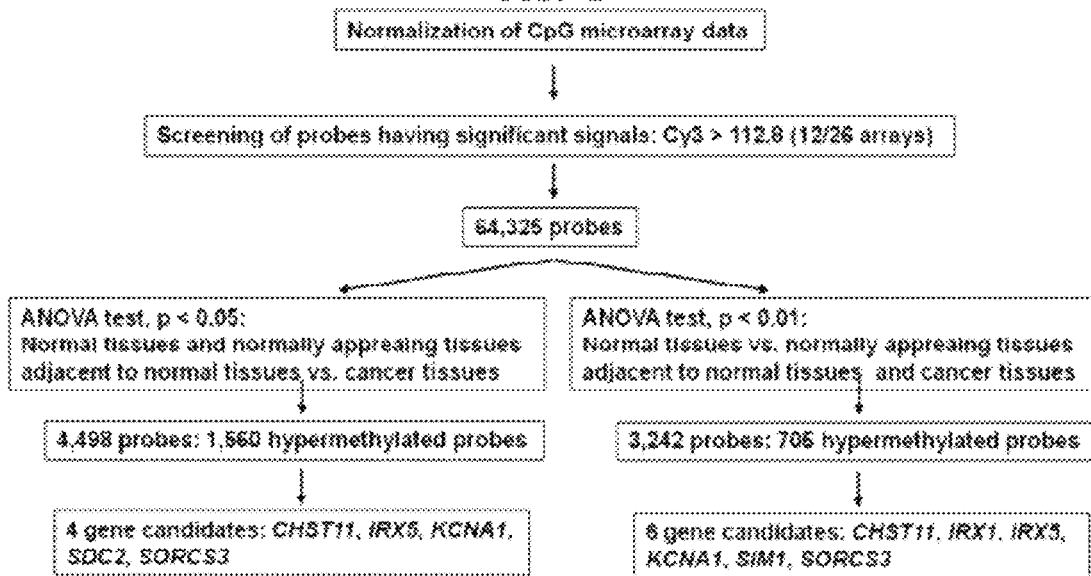 Normalization of CpG microarray data
Screening of probes having significant signals: Cy3 > 112.8 (12/26 arrays)
64,325 probes
ANOVA test, p < 0.05:
Normal tissues and normally appreaing tissues
adjacent to normal tissues vs. cancer tissues
4,498 probes: 1,560 hypermethylated probes
4 gene candidates: CHST11, IRX5, KCNA1,
SDC2, SORCS3
ANOVA test, p < 0.01:
Normal tissues vs. normally appreaing tissues
adjacent to normal tissues and cancer tissues
3,242 probes: 705 hypermethylated probes
6 gene candidates: CHST11, IRX1, IRX5,
KCNA1, SIM1, SORCS3